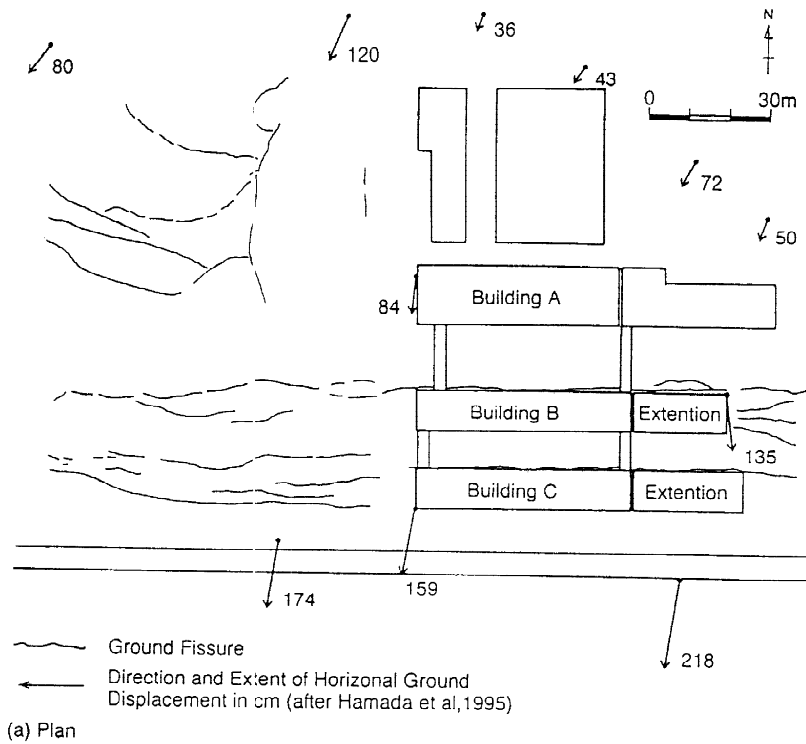 36
N
80
120
43
0 30m
72
50
84
Building A
Building B
Extention
135
Building C
Extention
174
159
218
Ground Fissure
Direction and Extent of Horizonal Ground
Displacement in cm (after Hamada et al,1995)
(a) Plan